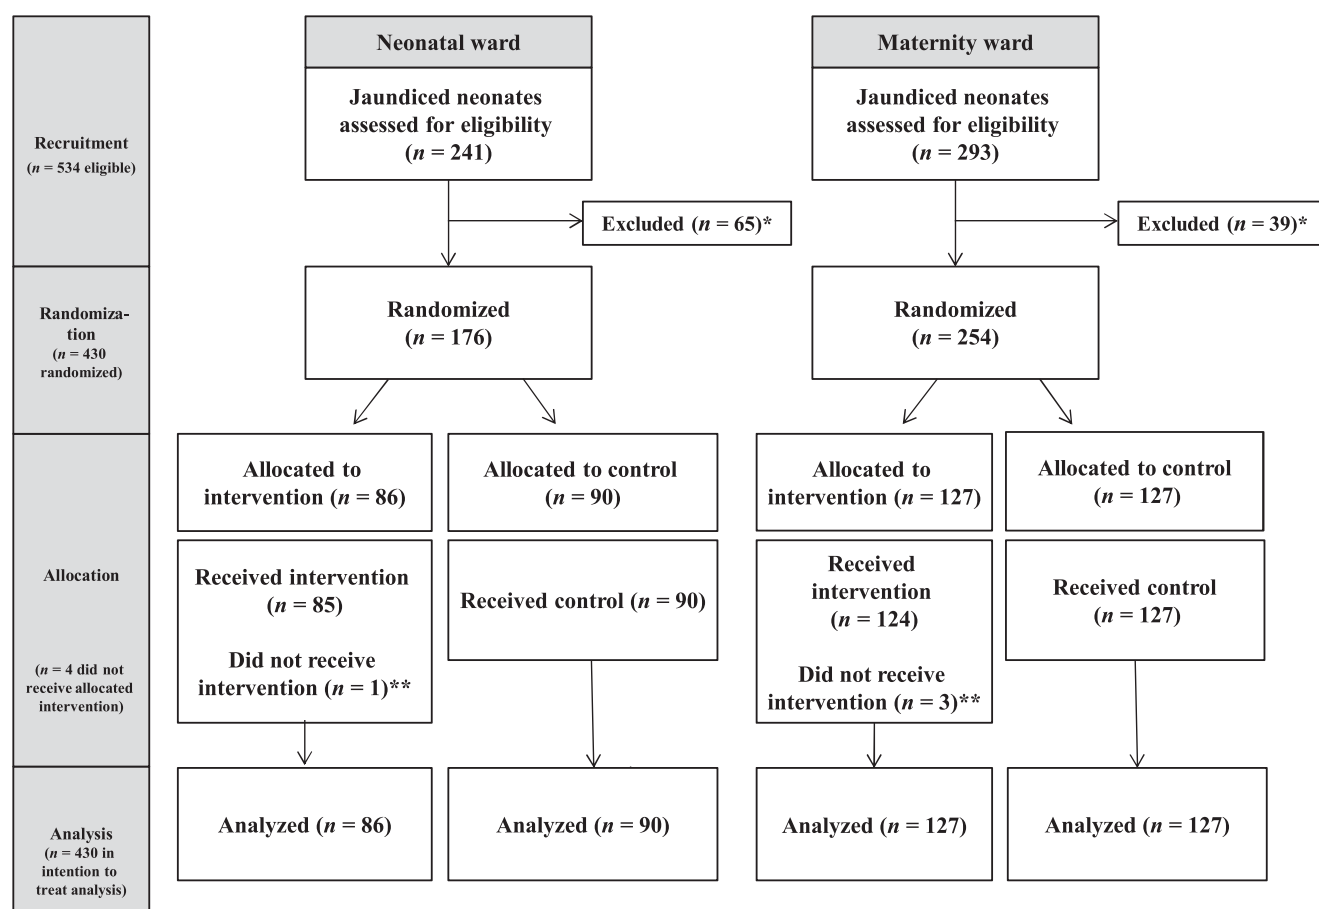 Neonatal ward
Maternity ward
Recruitment
(n = 534 eligible)
Jaundiced neonates
assessed for eligibility
(n = 241)
Jaundiced neonates
assessed for eligibility
(n = 293)
Excluded (n = 65)*
Excluded (n = 39)*
Randomiza-
tion
(n = 430
randomized)
Randomized
(n = 176)
Randomized
(n = 254)
Allocation
(n = 4 did not
receive allocated
intervention)
Allocated to
intervention (n = 86)
Allocated to control
(n = 90)
Allocated to
intervention (n = 127)
Allocated to control
(n = 127)
Received intervention
(n = 85)
Did not receive
intervention (n = 1)**
Received control (n = 90)
Received
intervention
(n = 124)
Did not receive
intervention (n = 3)**
Received control
(n = 127)
Analysis
(n = 430 in
intention to
treat analysis)
Analyzed (n = 86)
Analyzed (n = 90)
Analyzed (n = 127)
Analyzed (n = 127)